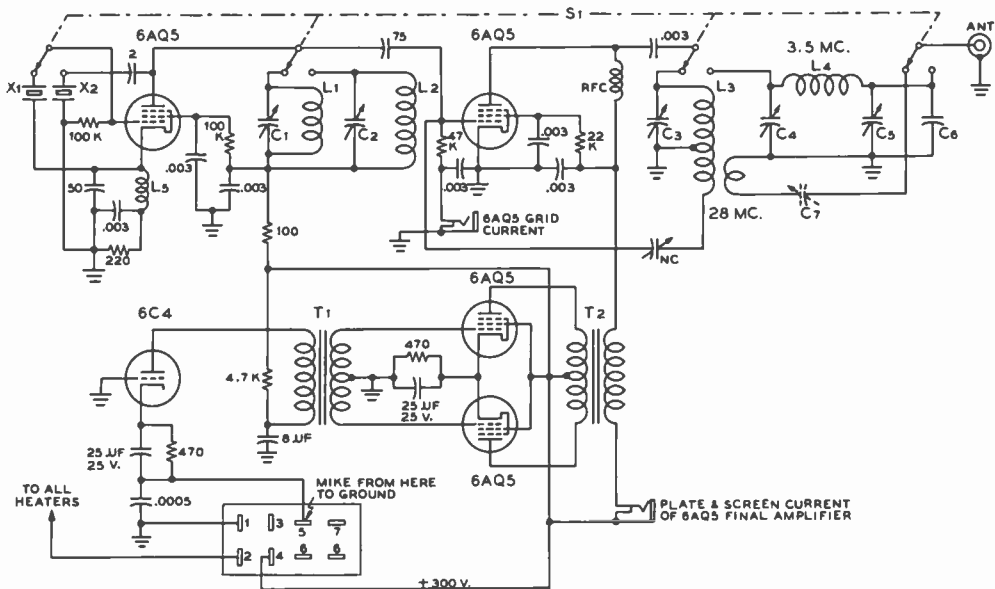 S1
6AQ5
6AQ5
ANT
X1
X2
2
75
.003
3.5 MC.
L4
RFC
L1
L2
L3
100 K
100 K
C1
C2
47 K
22 K
C3
C4
C5
C6
.003
.003
.003
.003
.003
50
L5
.003
220
28 MC.
C7
100
6AQ5 GRID CURRENT
NC
6C4
T1
6AQ5
T2
470
25 UF 25 V.
4.7 K
8 UF
6AQ5
25 UF 25 V.
470
MIKE FROM HERE TO GROUND
TO ALL HEATERS
.0005
PLATE & SCREEN CURRENT OF 6AQ5 FINAL AMPLIFIER
1
3
5
7
2
4
6
8
+300 V.